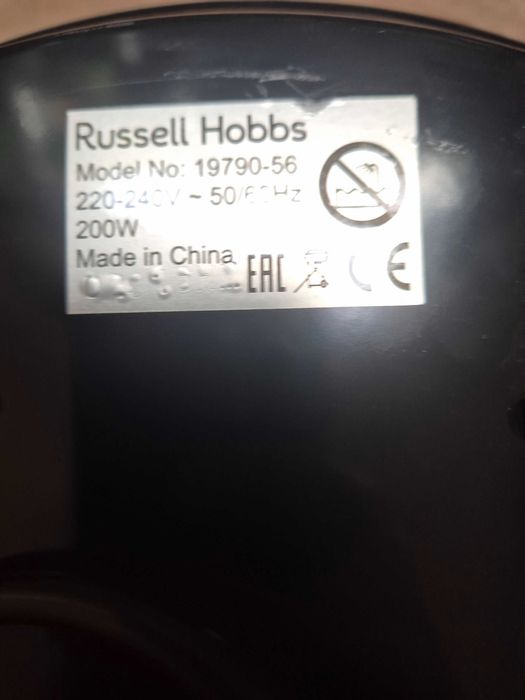 Russell Hobbs
Model No: 19790-56
220-240V ~ 50/60Hz
200W
Made in China
EAC CE